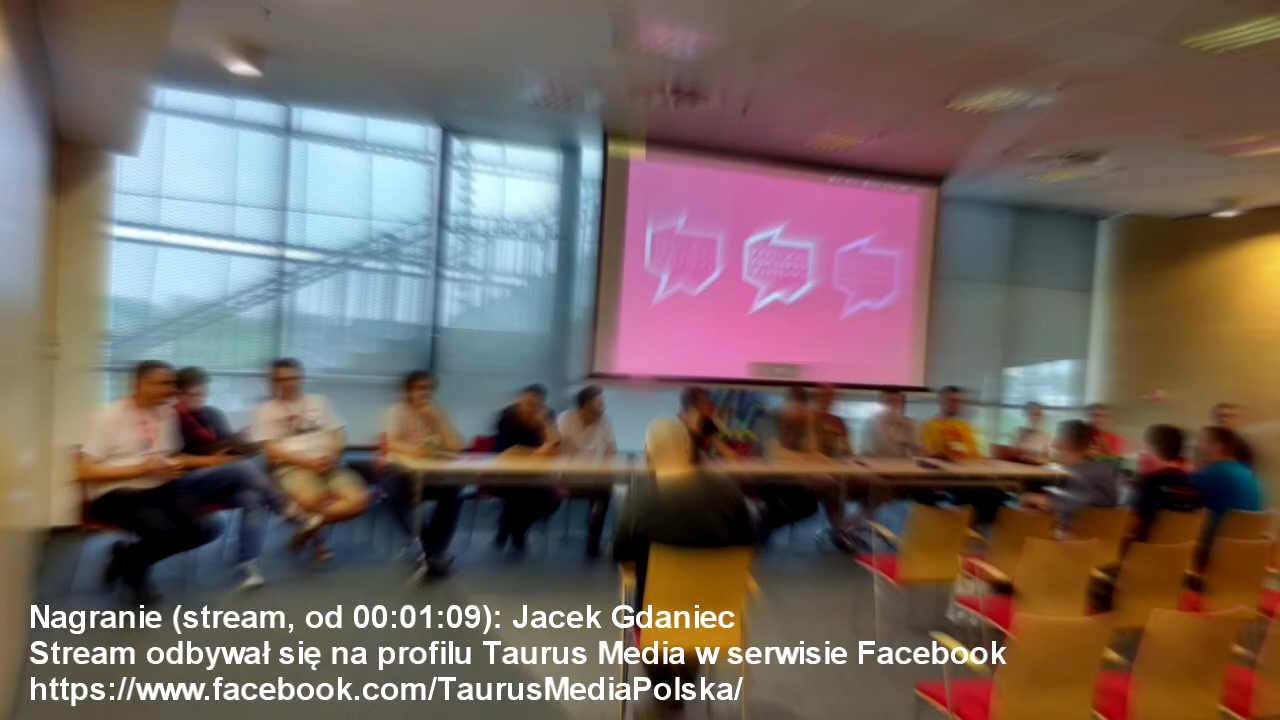 Nagranie (stream, od 00:01:09): Jacek Gdaniec
Stream odbywał się na profilu Taurus Media w serwisie Facebook
https://www.facebook.com/TaurusMediaPolska/